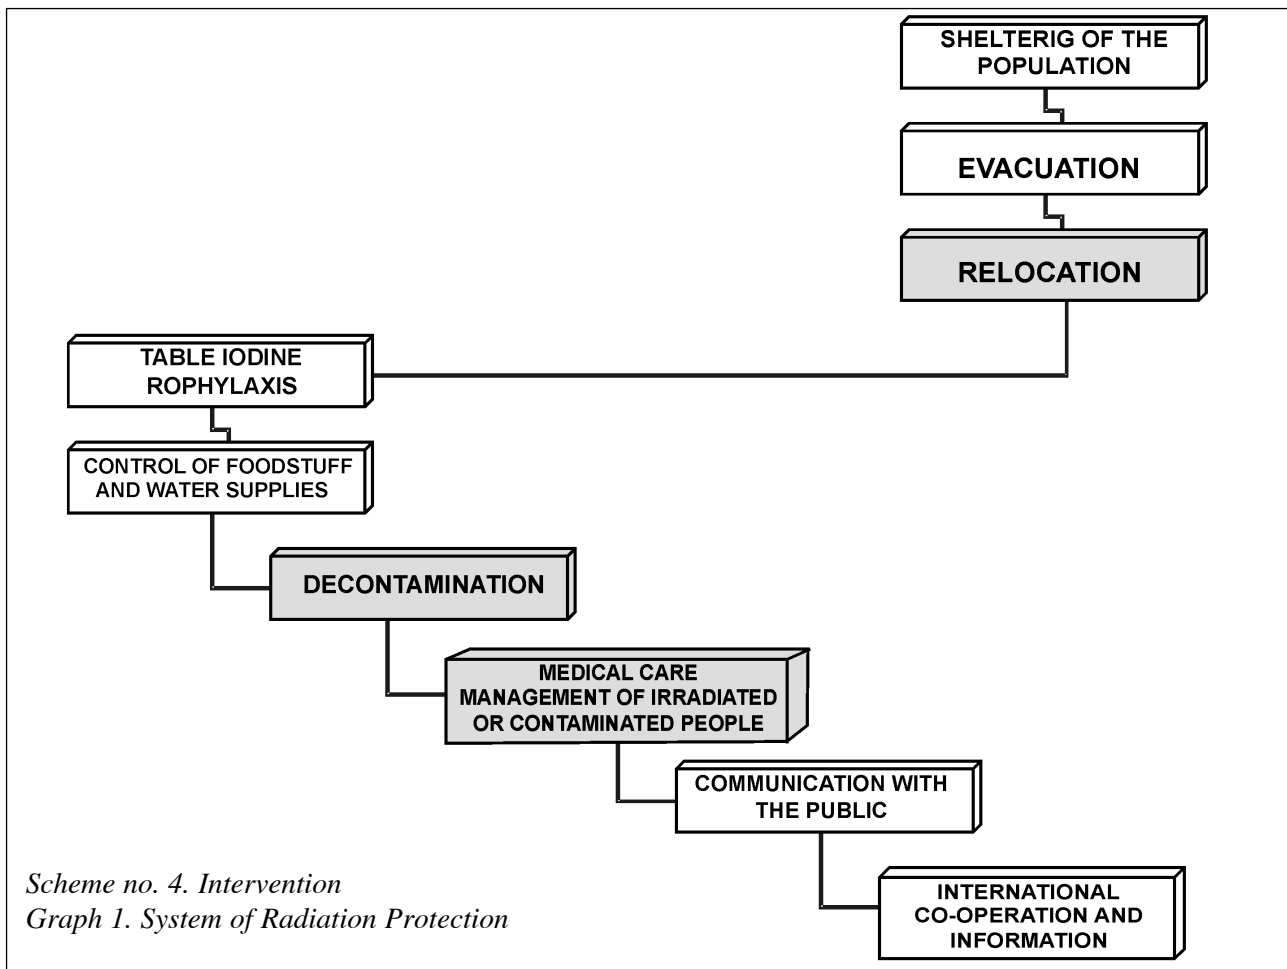 SHELTERIG OF THE
POPULATION
EVACUATION
RELOCATION
TABLE IODINE
ROPHYLAXIS
CONTROL OF FOODSTUFF
AND WATER SUPPLIES
DECONTAMINATION
MEDICAL CARE
MANAGEMENT OF IRRADIATED
OR CONTAMINATED PEOPLE
COMMUNICATION WITH
THE PUBLIC
INTERNATIONAL
CO-OPERATION AND
INFORMATION
Scheme no. 4. Intervention
Graph 1. System of Radiation Protection